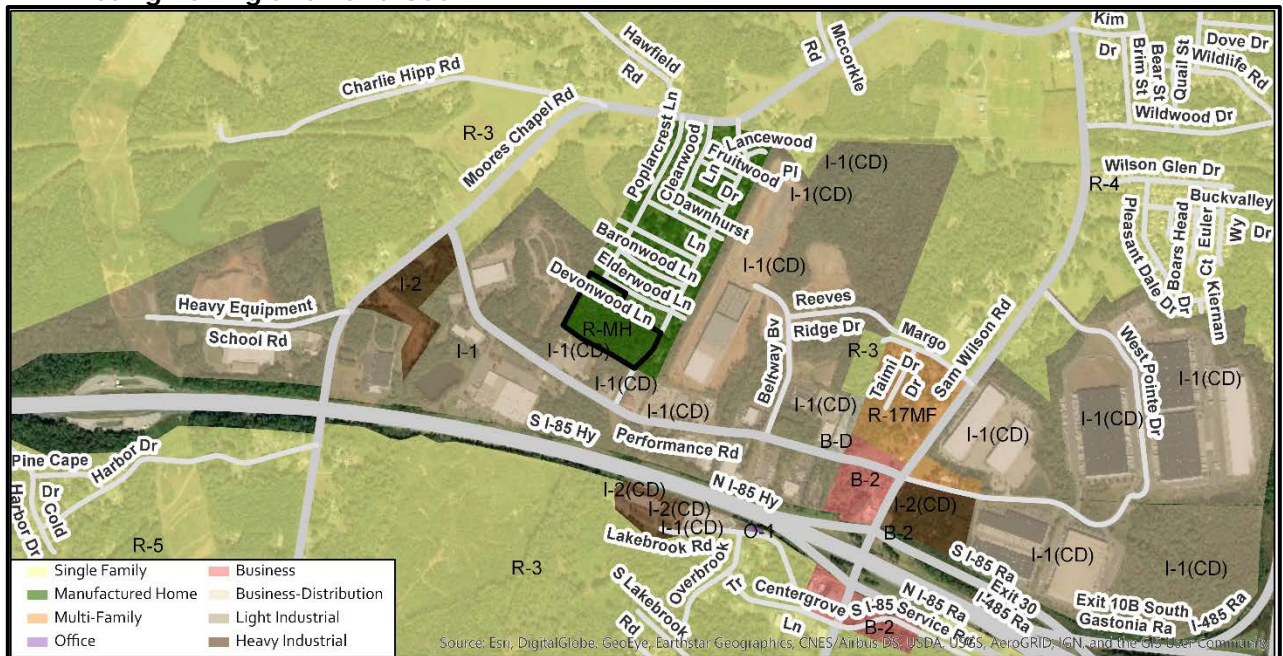 Kim
Dr
Brim St
Bear St
Quail St
Dove Dr
Wildlife Rd
Wildwood Dr
Hawfield
Rd
Mccorkle
Rd
Charlie Hipp Rd
Moores Chapel Rd
R-3
Poplarcrest Ln
Clearwood
Ln
Lancewood
Pl
Fruitwood
Dr
Dawnhurst
Ln
Baronwood Ln
Elderwood Ln
Devonwood Ln
R-MH
I-1(CD)
I-1(CD)
I-1(CD)
Wilson Glen Dr
R-4
Buckvalley
Dr
Pleasant Dale Dr
Boars Head
Dr
Ct Euler
Wy
Kiernan
I-2
Heavy Equipment
School Rd
I-1
I-1(CD)
I-1(CD)
I-1(CD)
Reeves
Ridge Dr
Beltway Bv
Margo
Dr
R-3
Taimi
Dr
Sam Wilson Rd
R-17MF
I-1(CD)
I-1(CD)
West Pointe Dr
I-1(CD)
I-1(CD)
S I-85 Hy
Performance Rd
B-D
B-2
N I-85 Hy
I-2(CD)
I-2(CD)
I-1(CD)
O-1
I-2(CD)
B-2
Pine Cape
Dr
Harbor Dr
Cold
Harbor Dr
R-5
R-3
Lakebrook Rd
Overbrook
Tr
S Lakebrook
Rd
Centergrove
Ln
S I-85 Service Rd
B-2
N I-85 Ra
I-485 Ra
S I-85 Ra
Exit 30
I-1(CD)
I-1(CD)
Exit 10B South
Gastonia Ra
I-485 Ra
Single Family
Manufactured Home
Multi-Family
Office
Business
Business-Distribution
Light Industrial
Heavy Industrial
Source: Esri, DigitalGlobe, GeoEye, Earthstar Geographics, CNES/Airbus DS, USDA, USGS, AeroGRID, IGN, and the GIS User Community